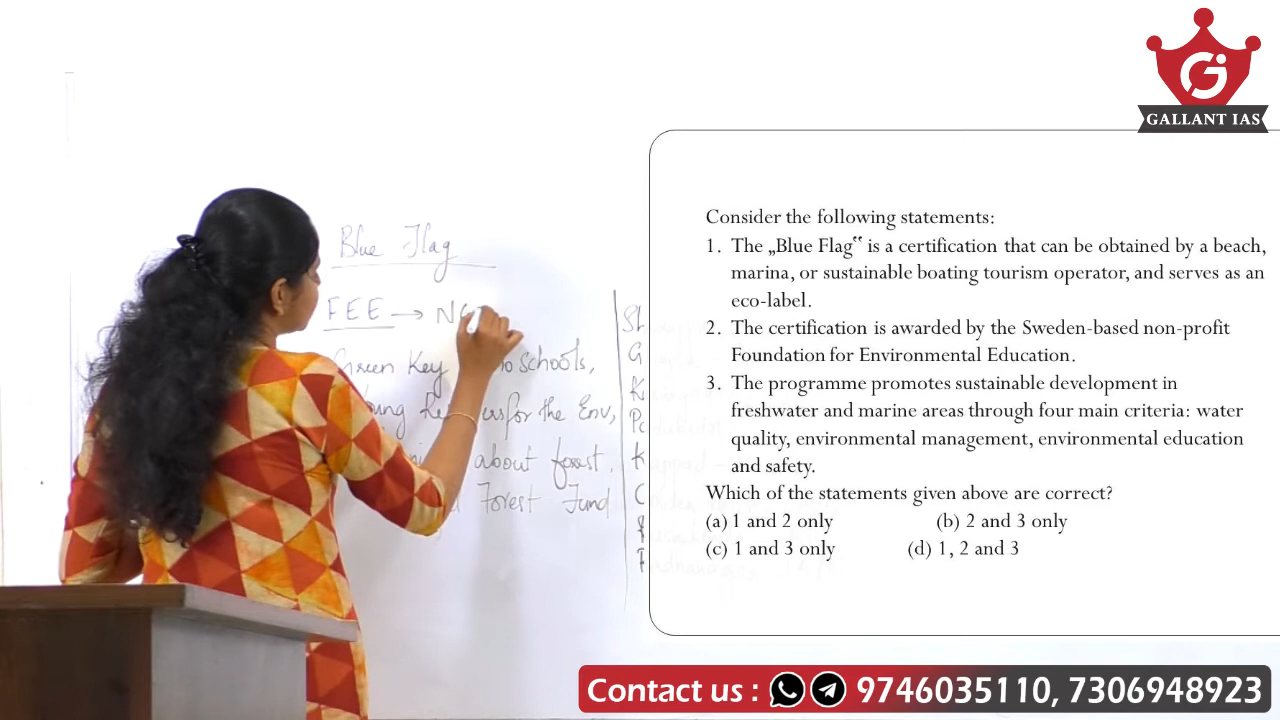 GALLANT IAS
Blue Flag
FEE →
Green Key schools,
for the Env,
about forest,
Forest Fund
Consider the following statements:
1. The „Blue Flag‟ is a certification that can be obtained by a beach,
marina, or sustainable boating tourism operator, and serves as an
eco-label.
2. The certification is awarded by the Sweden-based non-profit
Foundation for Environmental Education.
3. The programme promotes sustainable development in
freshwater and marine areas through four main criteria: water
quality, environmental management, environmental education
and safety.
Which of the statements given above are correct?
(a) 1 and 2 only (b) 2 and 3 only
(c) 1 and 3 only (d) 1, 2 and 3
Contact us : 9746035110, 7306948923